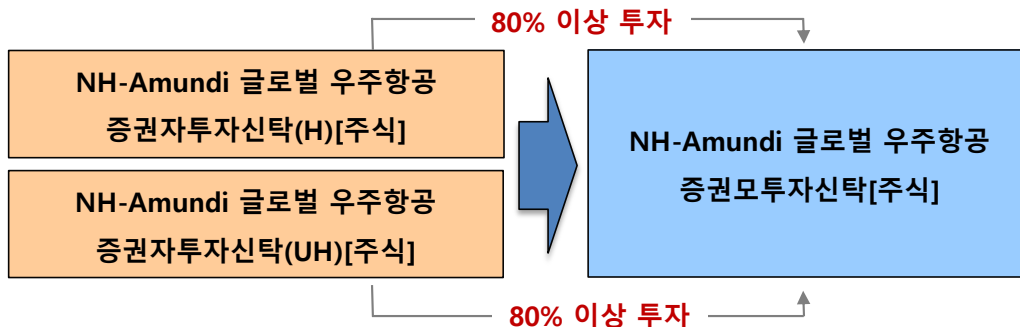 80% 이상 투자
NH-Amundi 글로벌 우주항공
증권자투자신탁(H)[주식]
NH-Amundi 글로벌 우주항공
증권자투자신탁(UH)[주식]
NH-Amundi 글로벌 우주항공
증권모투자신탁[주식]
80% 이상 투자